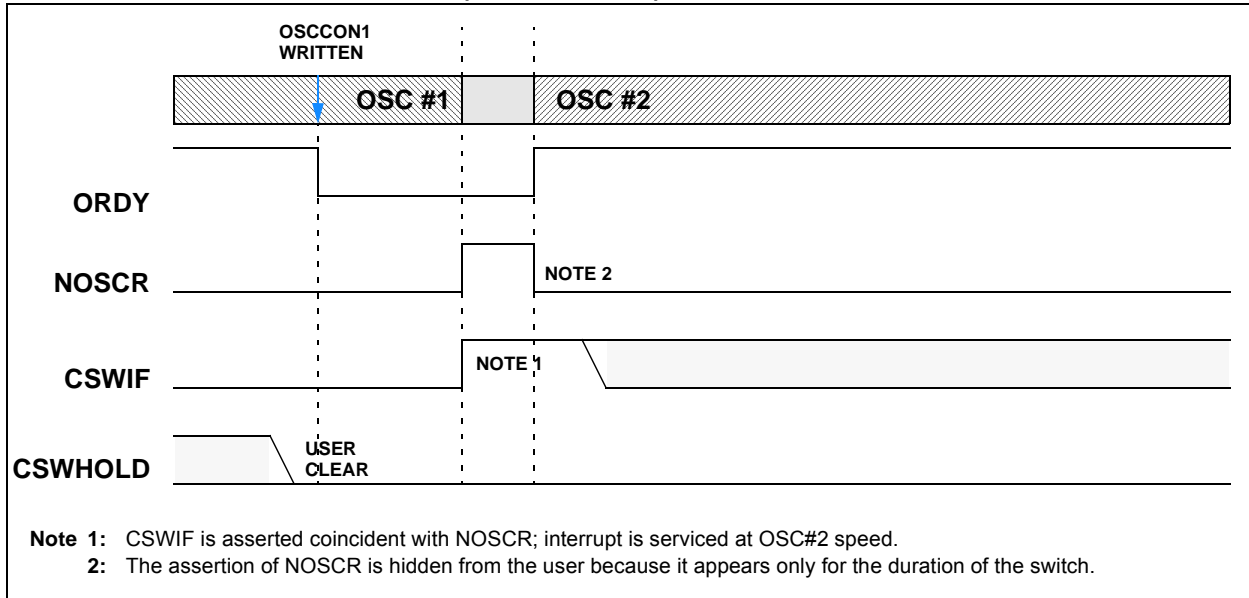 OSCCON1
WRITTEN
OSC #1
OSC #2
ORDY
NOSCR
NOTE 2
CSWIF
NOTE 1
CSWHOLD
USER
CLEAR
Note 1: CSWIF is asserted coincident with NOSCR; interrupt is serviced at OSC#2 speed.
2: The assertion of NOSCR is hidden from the user because it appears only for the duration of the switch.